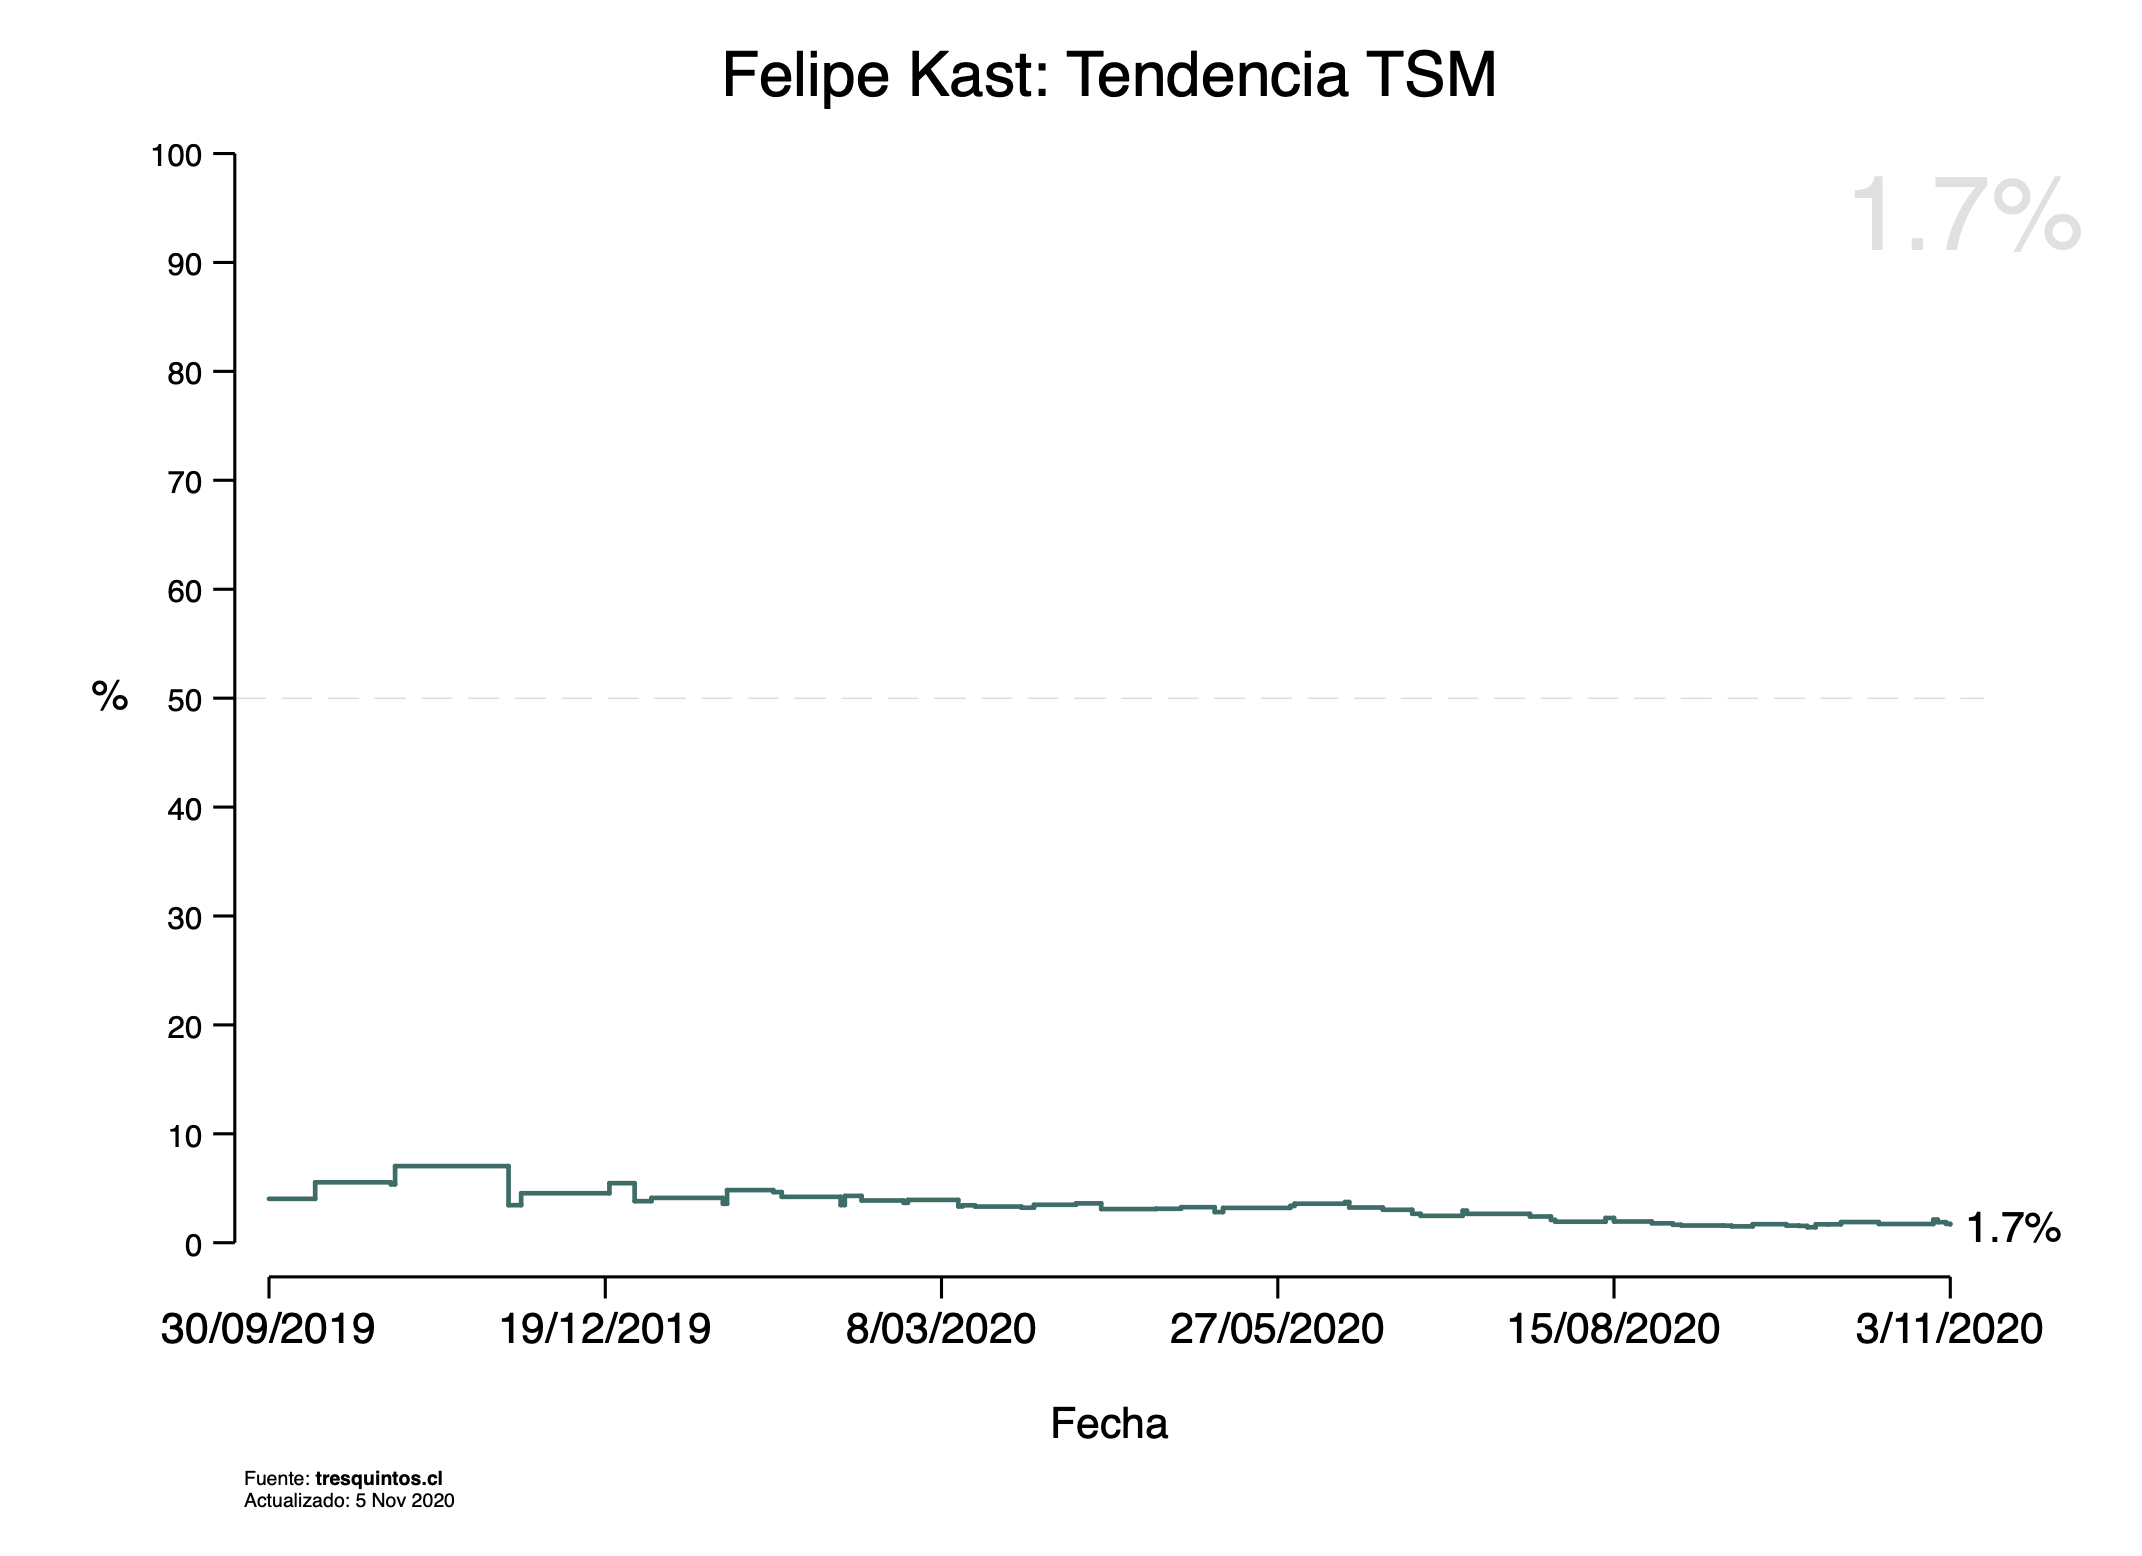 Felipe Kast: Tendencia TSM
1.7%
100
90
80
70
60
50
40
30
20
10
0
%
1.7%
30/09/2019 19/12/2019 8/03/2020 27/05/2020 15/08/2020 3/11/2020
Fecha
Fuente: tresquintos.cl
Actualizado: 5 Nov 2020